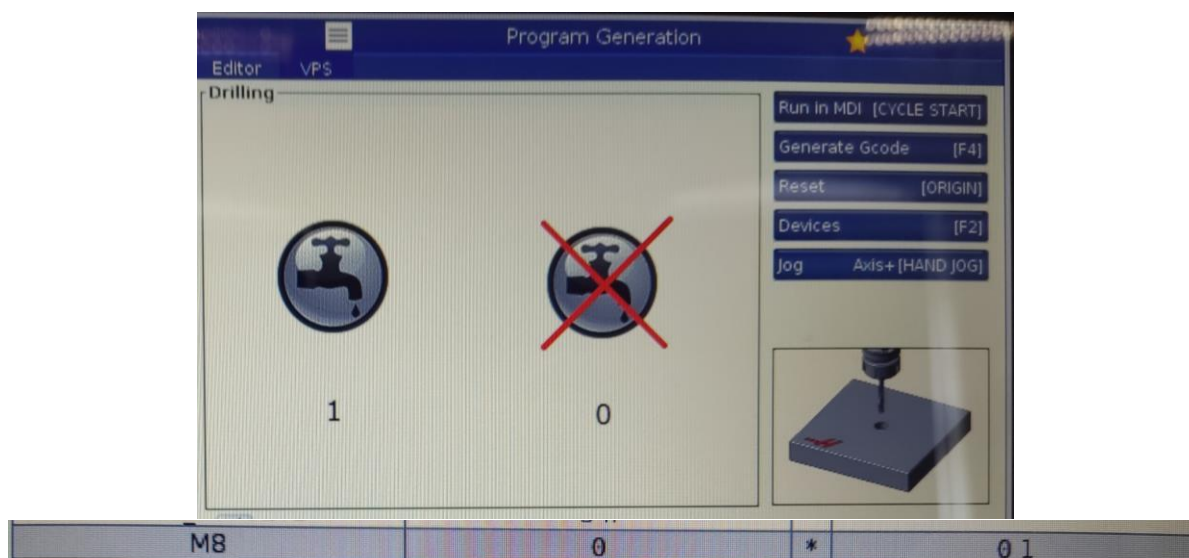 Program Generation
Editor VPS
Drilling
Run in MDI [CYCLE START]
Generate Gcode [F4]
Reset [ORIGIN]
Devices [F2]
Jog Axis+[HAND JOG]
1 0
M8 0 * 0 1